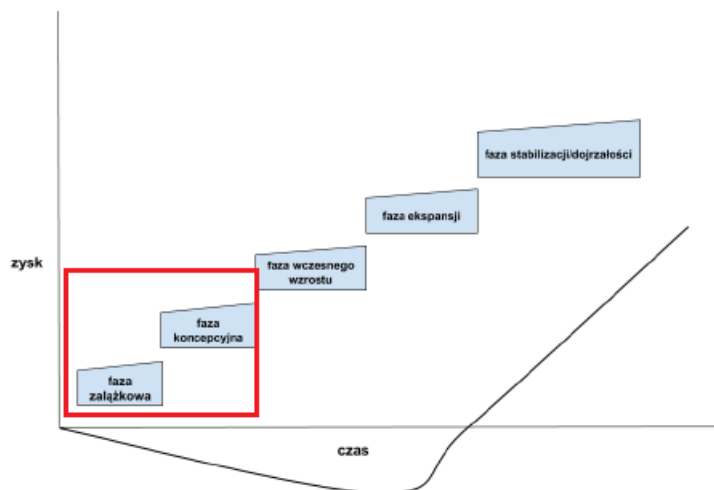 faza stabilizacji/dojrzałości
faza ekspansji
zysk
faza wczesnego
wzrostu
faza
koncepcyjna
faza
zalążkowa
czas